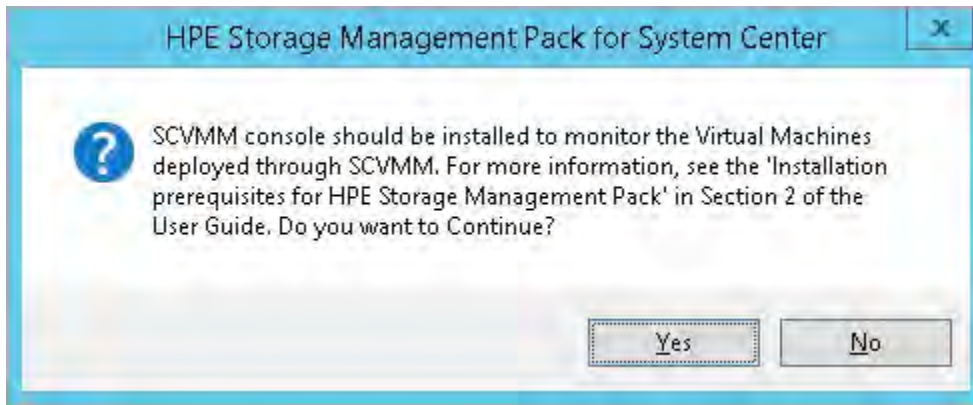 HPE Storage Management Pack for System Center
x
?
SCVMM console should be installed to monitor the Virtual Machines
deployed through SCVMM. For more information, see the 'Installation
prerequisites for HPE Storage Management Pack' in Section 2 of the
User Guide. Do you want to Continue?
Yes
No